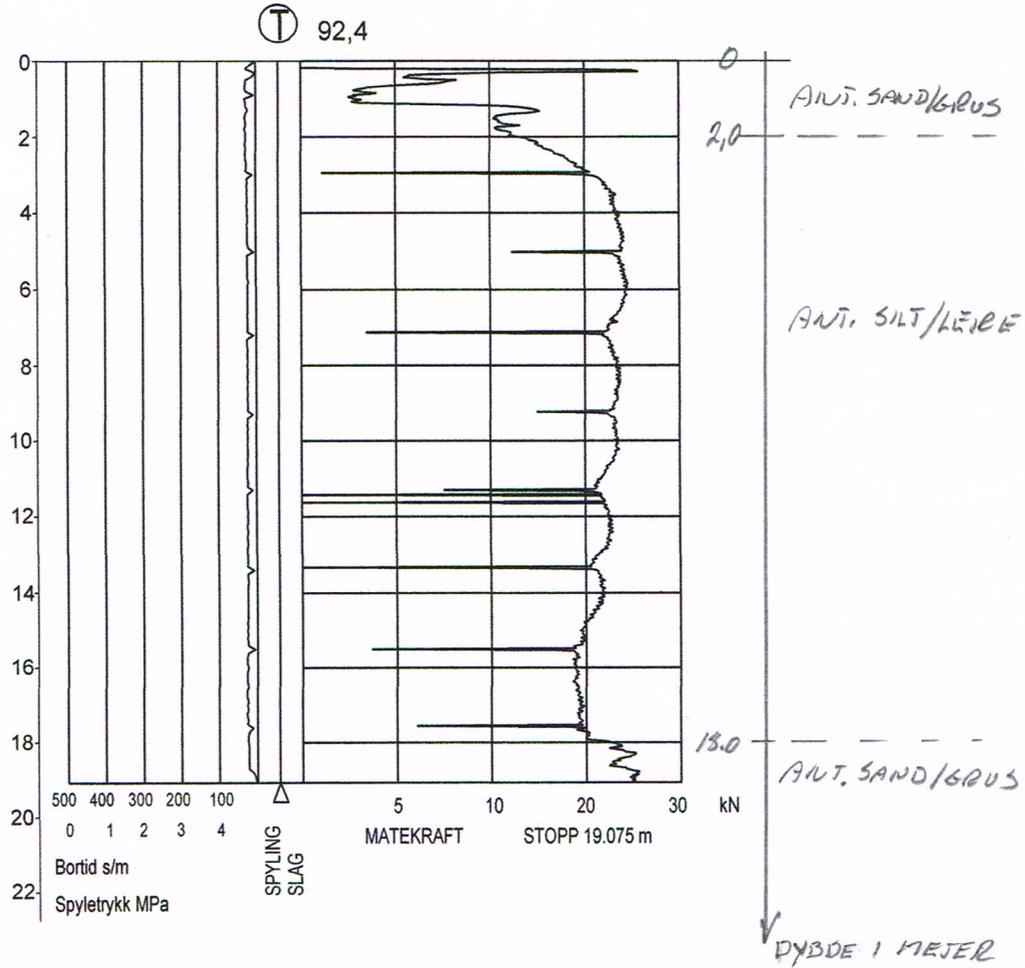 T 92,4
0
2
4
6
8
10
12
14
16
18
20
22
500 400 300 200 100
0 1 2 3 4
Bortid s/m
Spyletrykk MPa
SPYLING
SLAG
5 10 20 30 kN
MATEKRAFT STOPP 19.075 m
0
ANT. SAND/GRUS
2,0
ANT. SILT/LEIRE
18.0
ANT. SAND/GRUS
DYBDE I METER